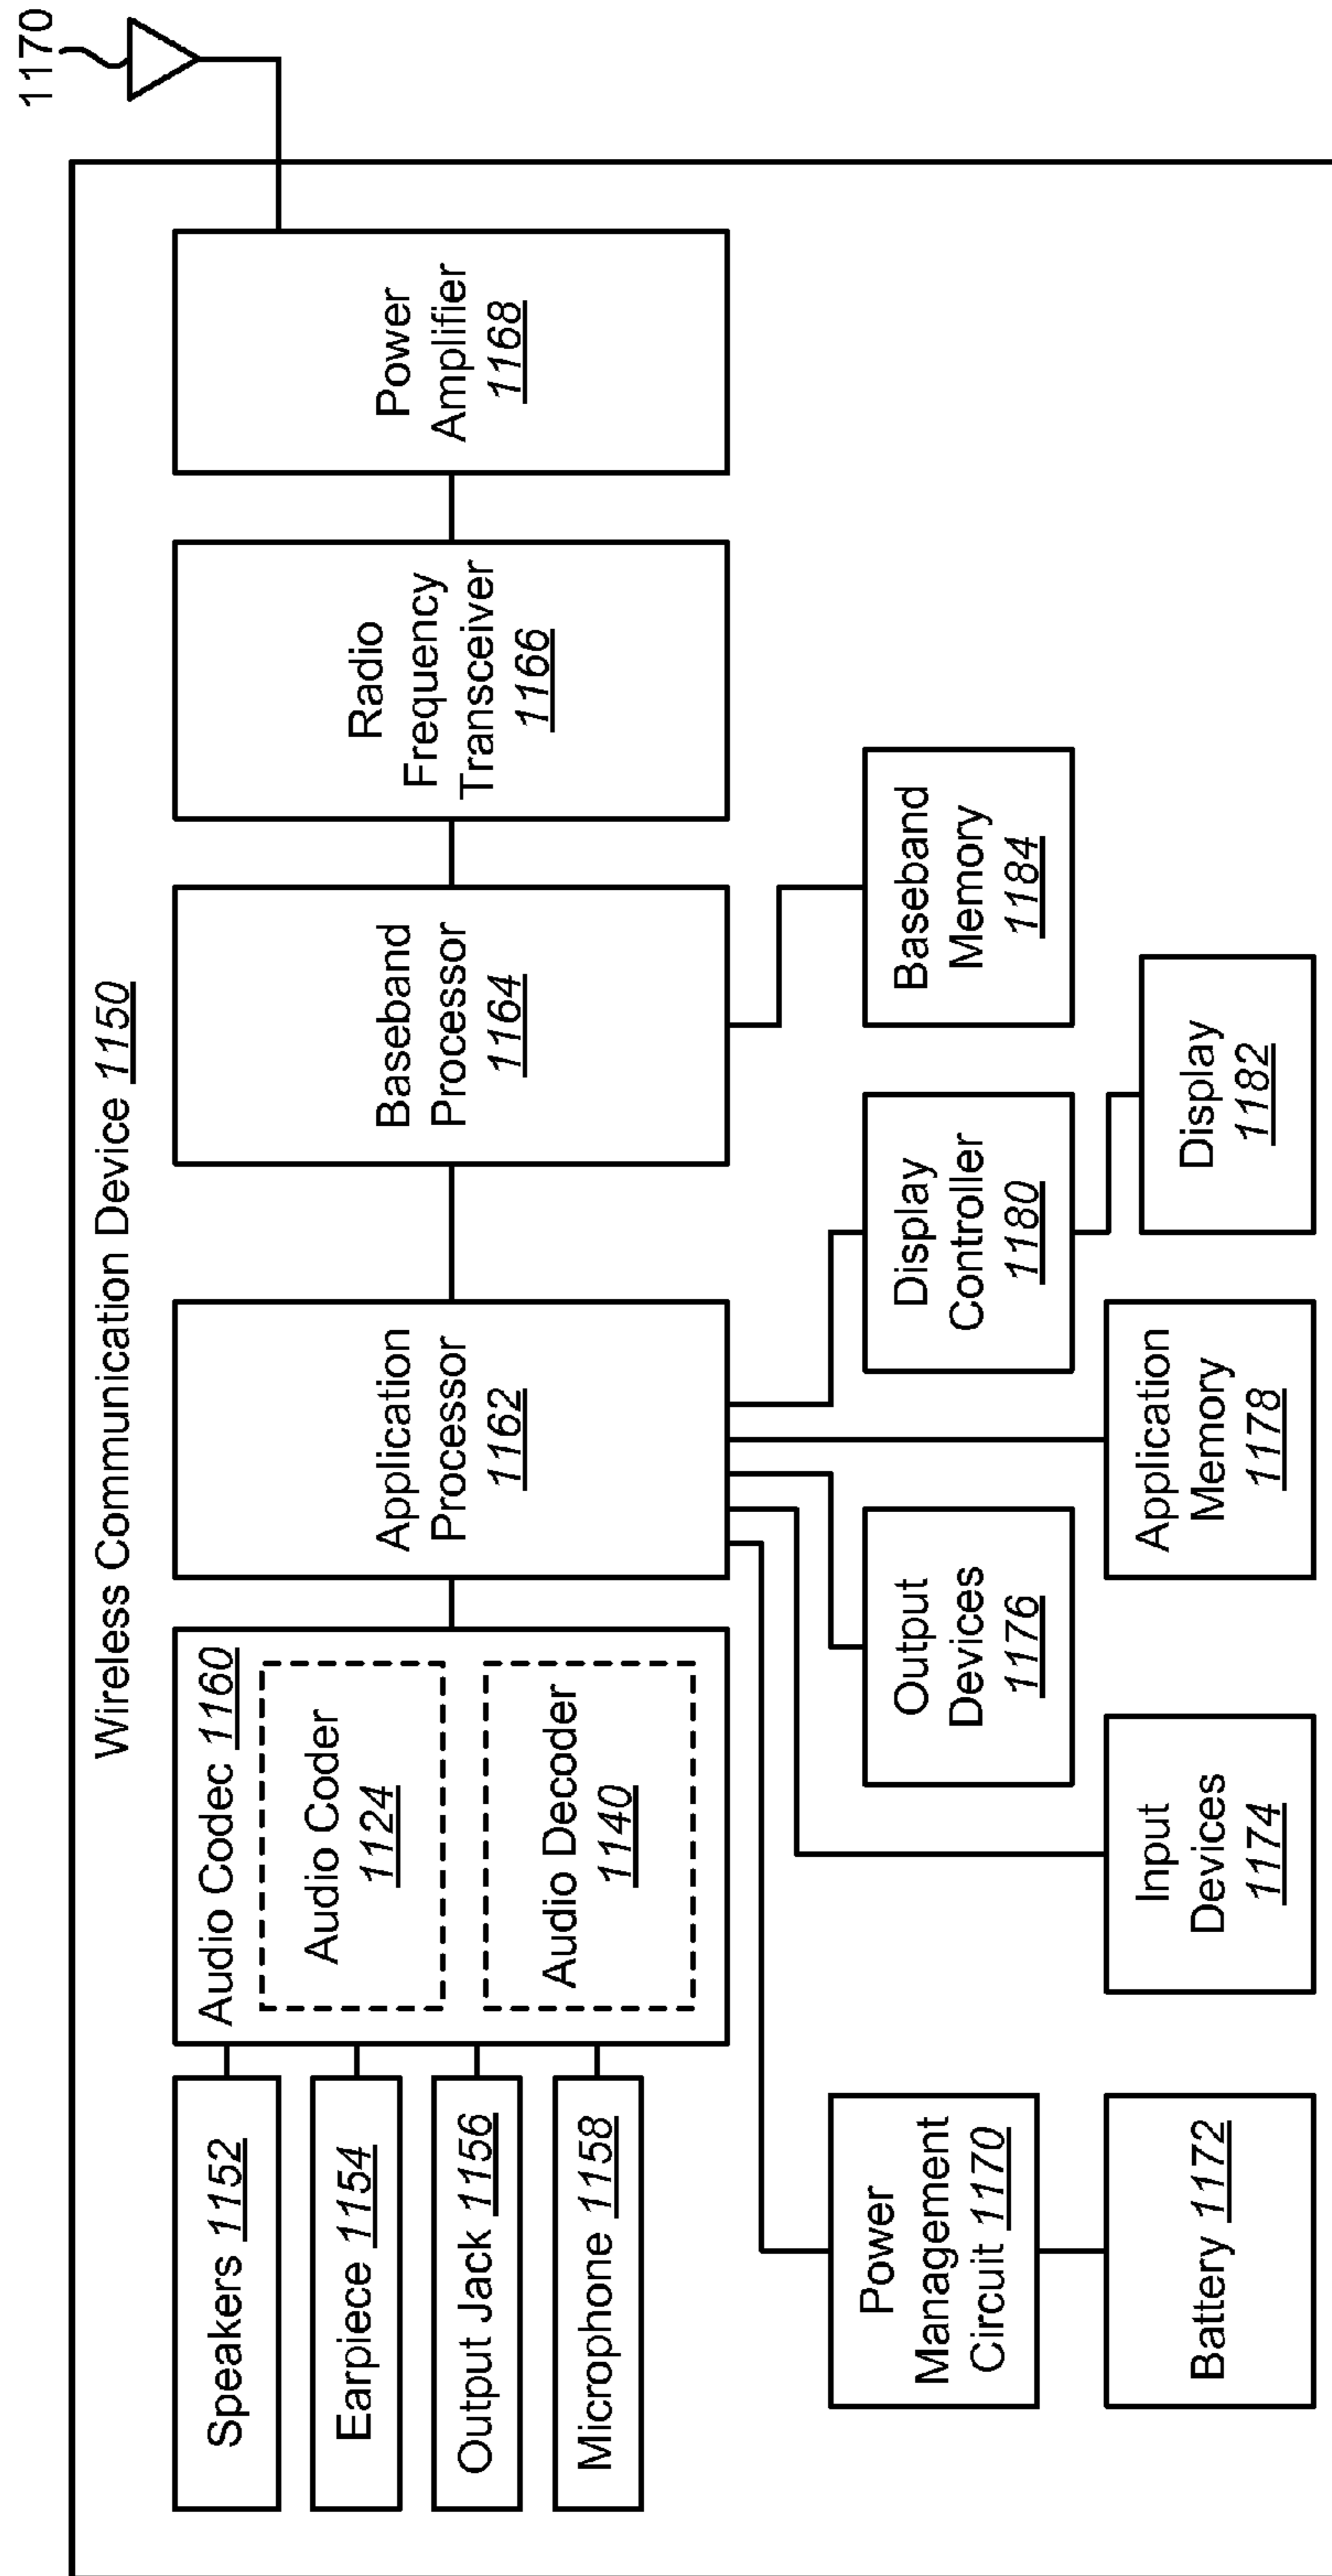 1170
Wireless Communication Device 1150
Speakers 1152
Earpiece 1154
Output Jack 1156
Microphone 1158
Audio Codec 1160
Audio Coder
1124
Audio Decoder
1140
Application
Processor
1162
Baseband
Processor
1164
Radio
Frequency
Transceiver
1166
Power
Amplifier
1168
Power
Management
Circuit 1170
Battery 1172
Input
Devices
1174
Output
Devices
1176
Application
Memory
1178
Display
Controller
1180
Display
1182
Baseband
Memory
1184